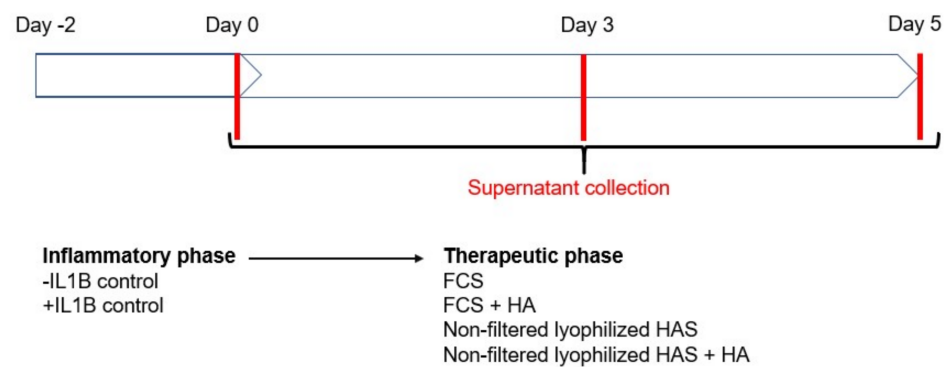 Day -2 Day 0 Day 3 Day 5
Supernatant collection
Inflammatory phase
-IL1B control
+IL1B control
Therapeutic phase
FCS
FCS + HA
Non-filtered lyophilized HAS
Non-filtered lyophilized HAS + HA